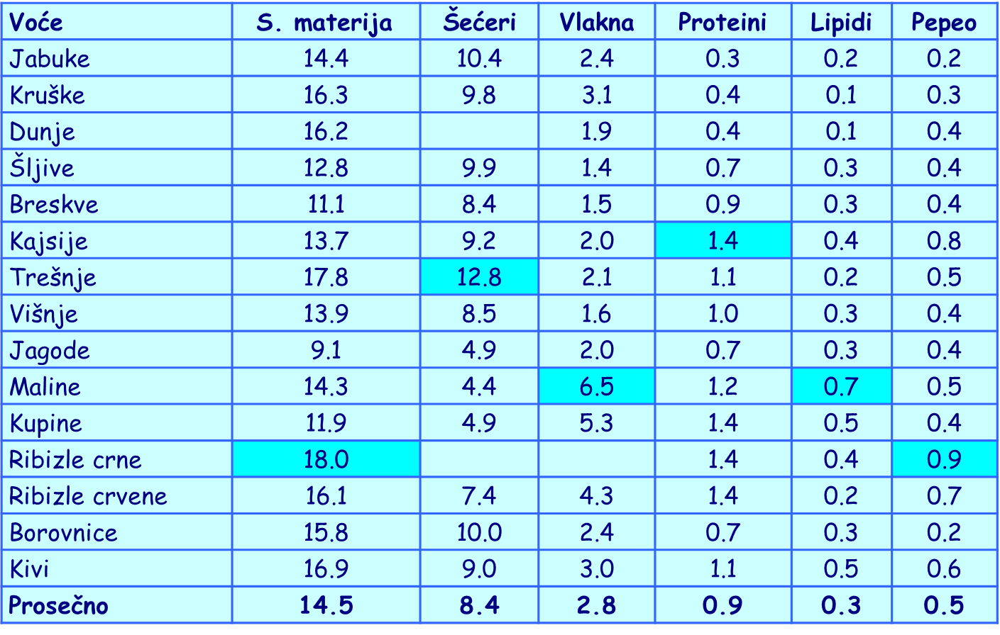 Voće S. materija Šećeri Vlakna Proteini Lipidi Pepeo
Jabuke 14.4 10.4 2.4 0.3 0.2 0.2
Kruške 16.3 9.8 3.1 0.4 0.1 0.3
Dunje 16.2 1.9 0.4 0.1 0.4
Šljive 12.8 9.9 1.4 0.7 0.3 0.4
Breskve 11.1 8.4 1.5 0.9 0.3 0.4
Kajsije 13.7 9.2 2.0 1.4 0.4 0.8
Trešnje 17.8 12.8 2.1 1.1 0.2 0.5
Višnje 13.9 8.5 1.6 1.0 0.3 0.4
Jagode 9.1 4.9 2.0 0.7 0.3 0.4
Maline 14.3 4.4 6.5 1.2 0.7 0.5
Kupine 11.9 4.9 5.3 1.4 0.5 0.4
Ribizle crne 18.0 1.4 0.4 0.9
Ribizle crvene 16.1 7.4 4.3 1.4 0.2 0.7
Borovnice 15.8 10.0 2.4 0.7 0.3 0.2
Kivi 16.9 9.0 3.0 1.1 0.5 0.6
Prosečno 14.5 8.4 2.8 0.9 0.3 0.5